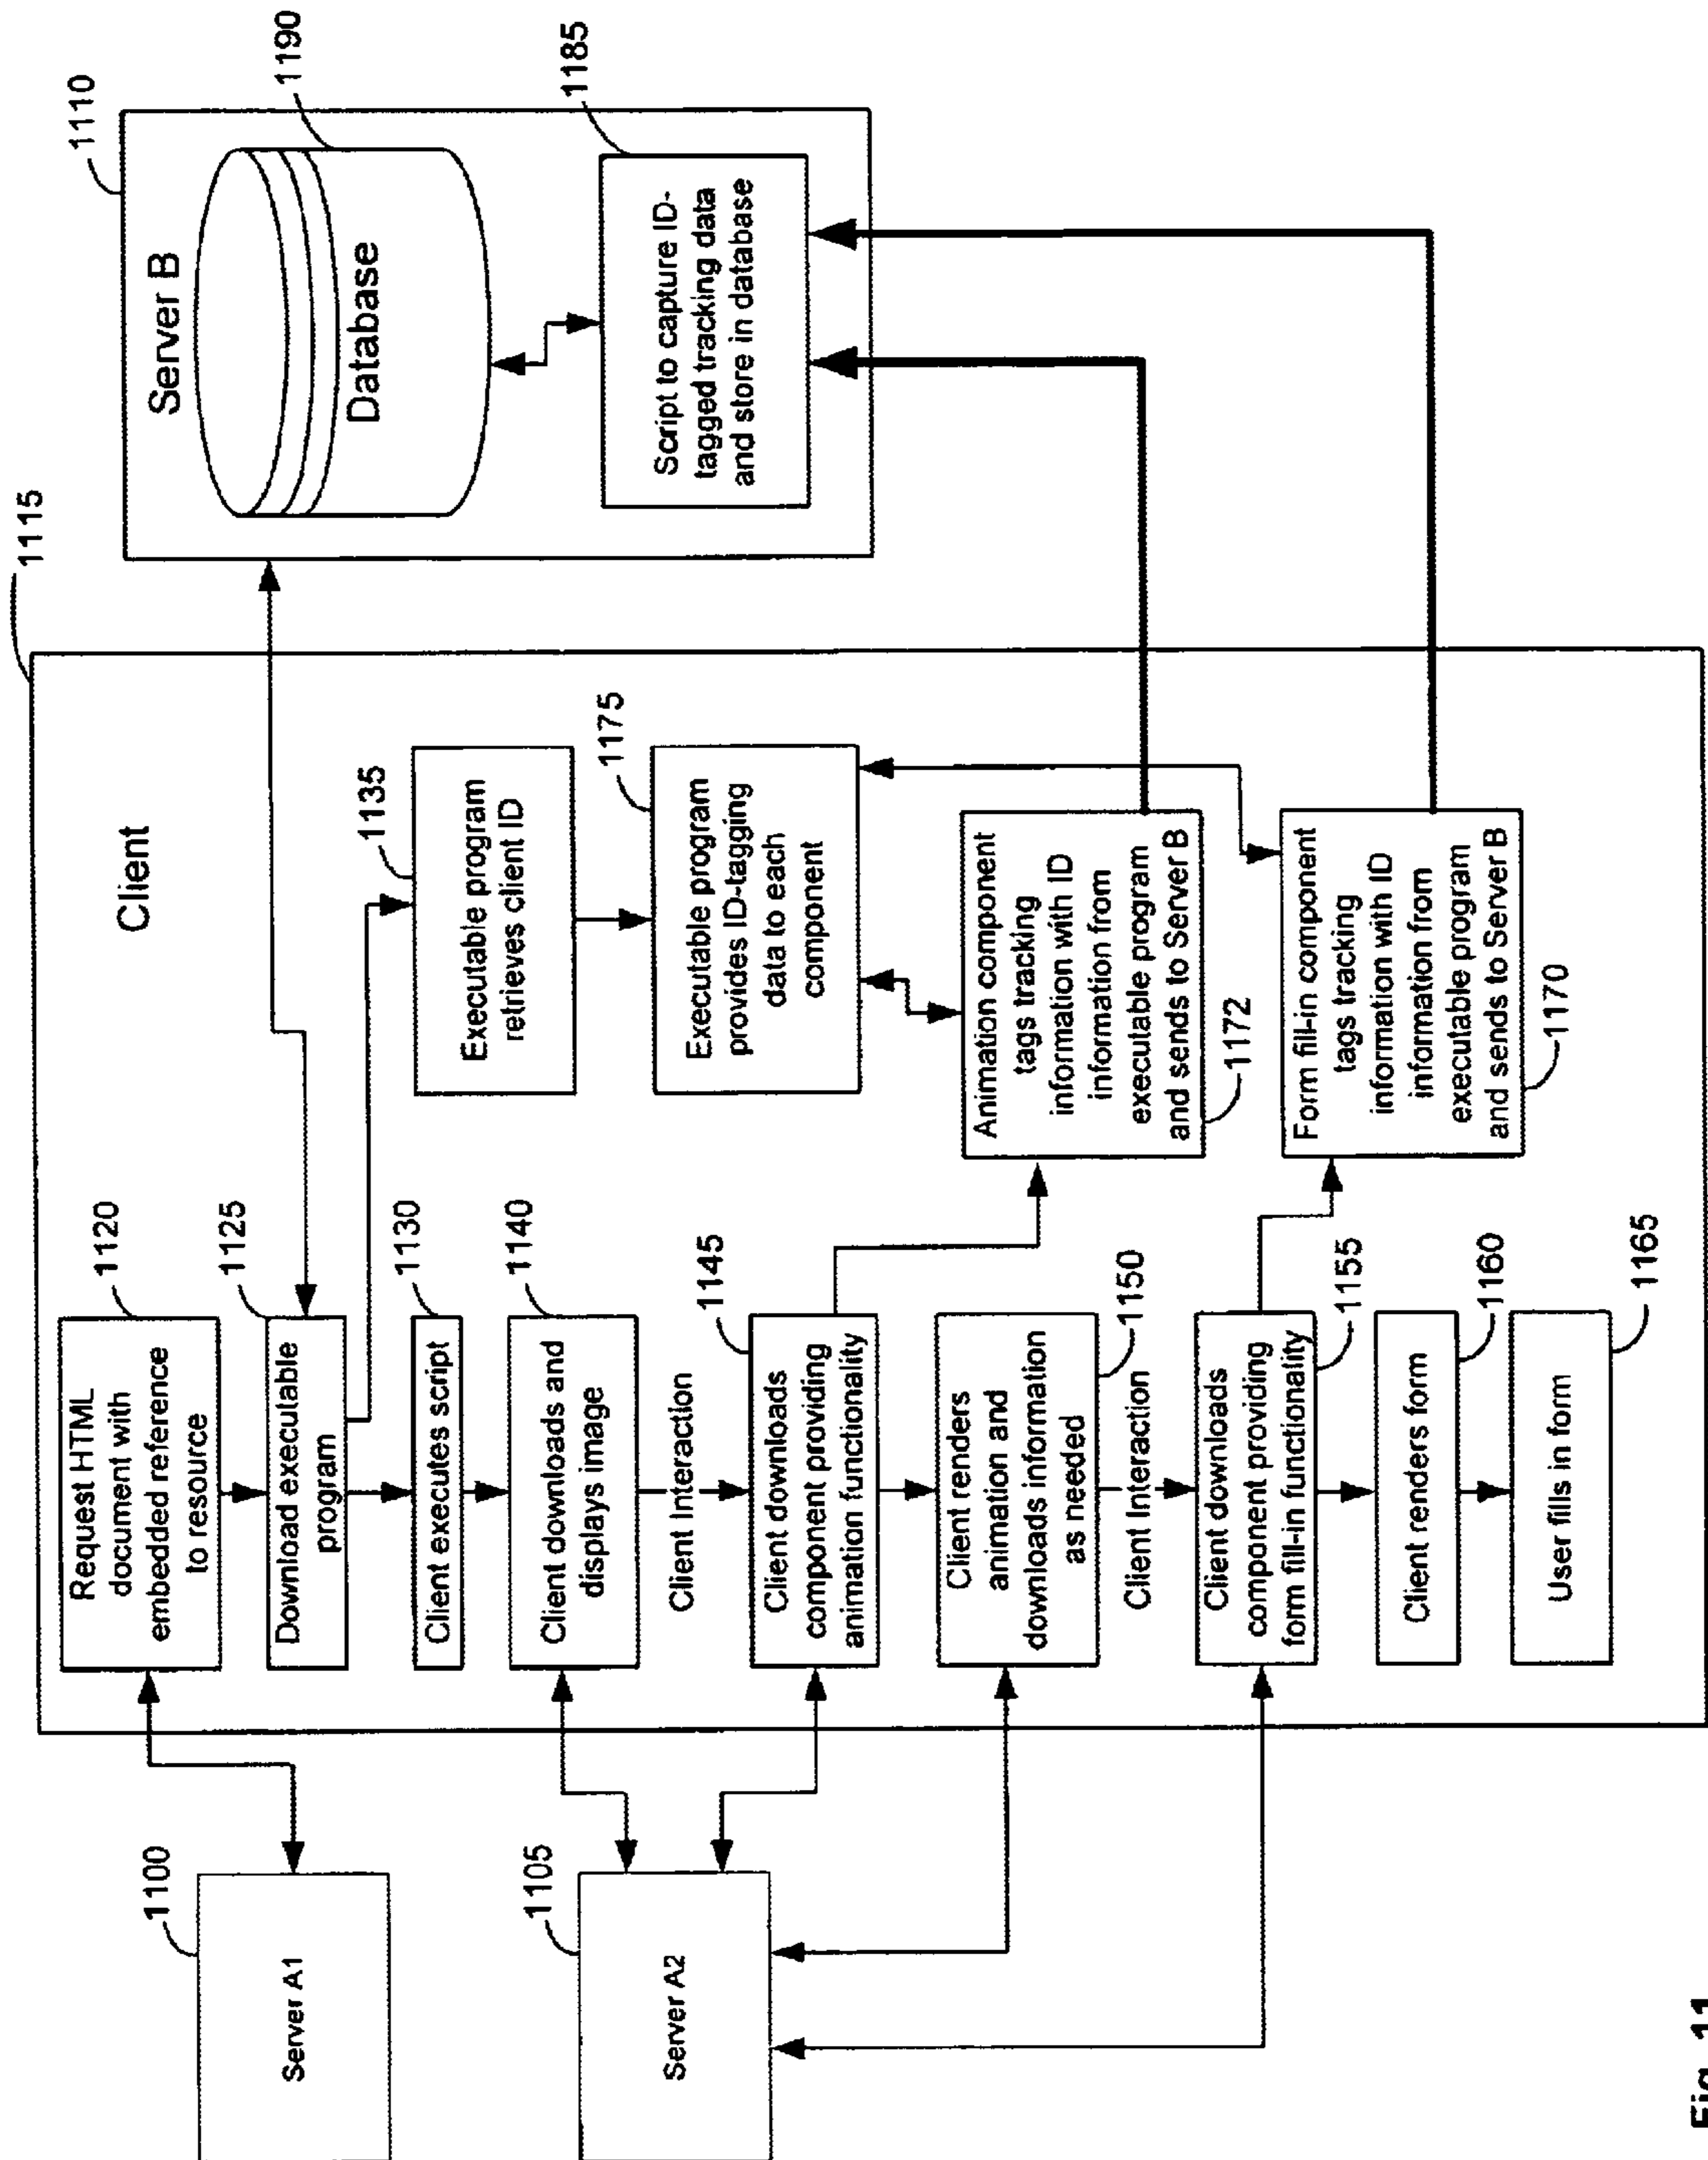 1115
1110
Server B
Database
1190
Script to capture ID-
tagged tracking data
and store in database
1185
Client
1135
Executable program
retrieves client ID
1175
Executable program
provides ID-tagging
data to each
component
Animation component
tags tracking
information with ID
information from
executable program
and sends to Server B
1172
Form fill-in component
tags tracking
information with ID
information from
executable program
and sends to Server B
1170
Request HTML
document with
embedded reference
to resource
1120
Download executable
program
1125
Client executes script
1130
Client downloads and
displays image
1140
Client Interaction
Client downloads
component providing
animation functionality
1145
Client renders
animation and
downloads information
as needed
1150
Client Interaction
Client downloads
component providing
form fill-in functionality
1155
Client renders form
1160
User fills in form
1165
1100
Server A1
1105
Server A2
Fig. 11